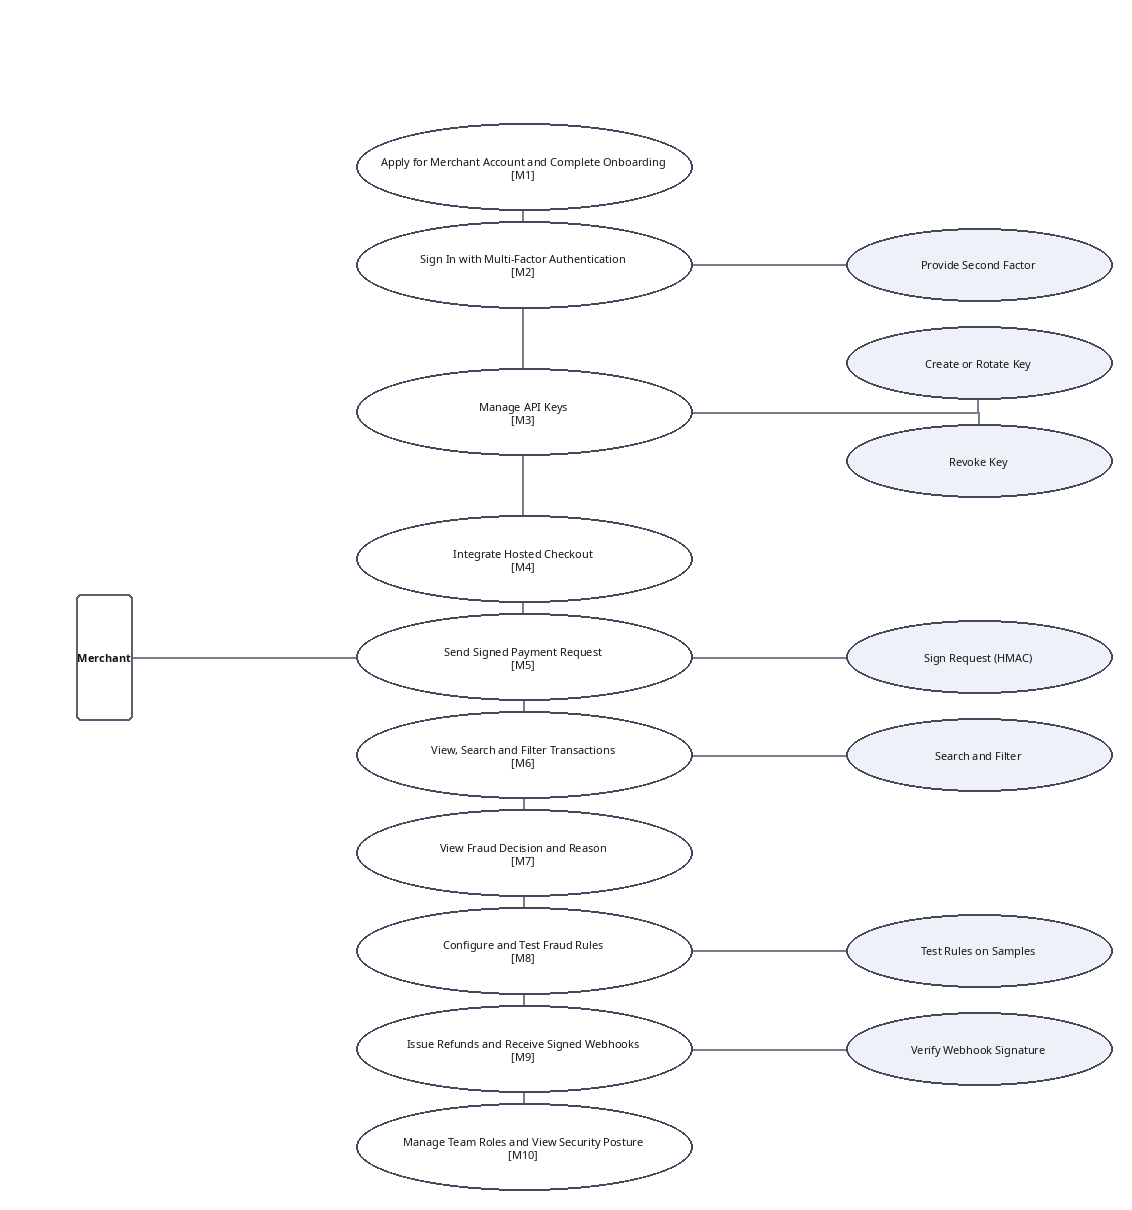 Apply for Merchant Account and Complete Onboarding
[M1]
Sign In with Multi-Factor Authentication
[M2]
Provide Second Factor
Create or Rotate Key
Manage API Keys
[M3]
Revoke Key
Integrate Hosted Checkout
[M4]
Merchant
Send Signed Payment Request
[M5]
Sign Request (HMAC)
View, Search and Filter Transactions
[M6]
Search and Filter
View Fraud Decision and Reason
[M7]
Configure and Test Fraud Rules
[M8]
Test Rules on Samples
Issue Refunds and Receive Signed Webhooks
[M9]
Verify Webhook Signature
Manage Team Roles and View Security Posture
[M10]